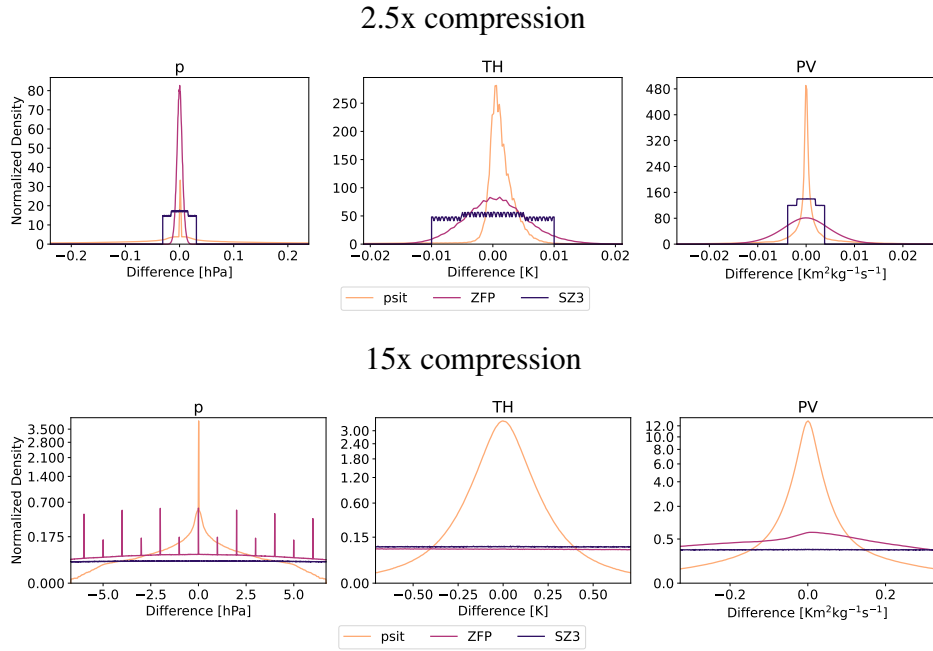 2.5x compression
p
TH
PV
Normalized Density
80
70
60
50
40
30
20
10
0
−0.2 −0.1 0.0 0.1 0.2
Difference [hPa]
250
200
150
100
50
0
−0.02 −0.01 0.00 0.01 0.02
Difference [K]
480
400
320
240
160
80
0
−0.02 −0.01 0.00 0.01 0.02
Difference [Km²kg⁻¹s⁻¹]
psit ZFP SZ3
15x compression
p
TH
PV
Normalized Density
3.500
2.800
2.100
1.400
0.700
0.175
0.000
−5.0 −2.5 0.0 2.5 5.0
Difference [hPa]
3.00
2.40
1.80
1.20
0.60
0.15
0.00
−0.50 −0.25 0.00 0.25 0.50
Difference [K]
12.0
10.0
8.0
6.0
4.0
2.0
0.5
0.0
−0.2 0.0 0.2
Difference [Km²kg⁻¹s⁻¹]
psit ZFP SZ3